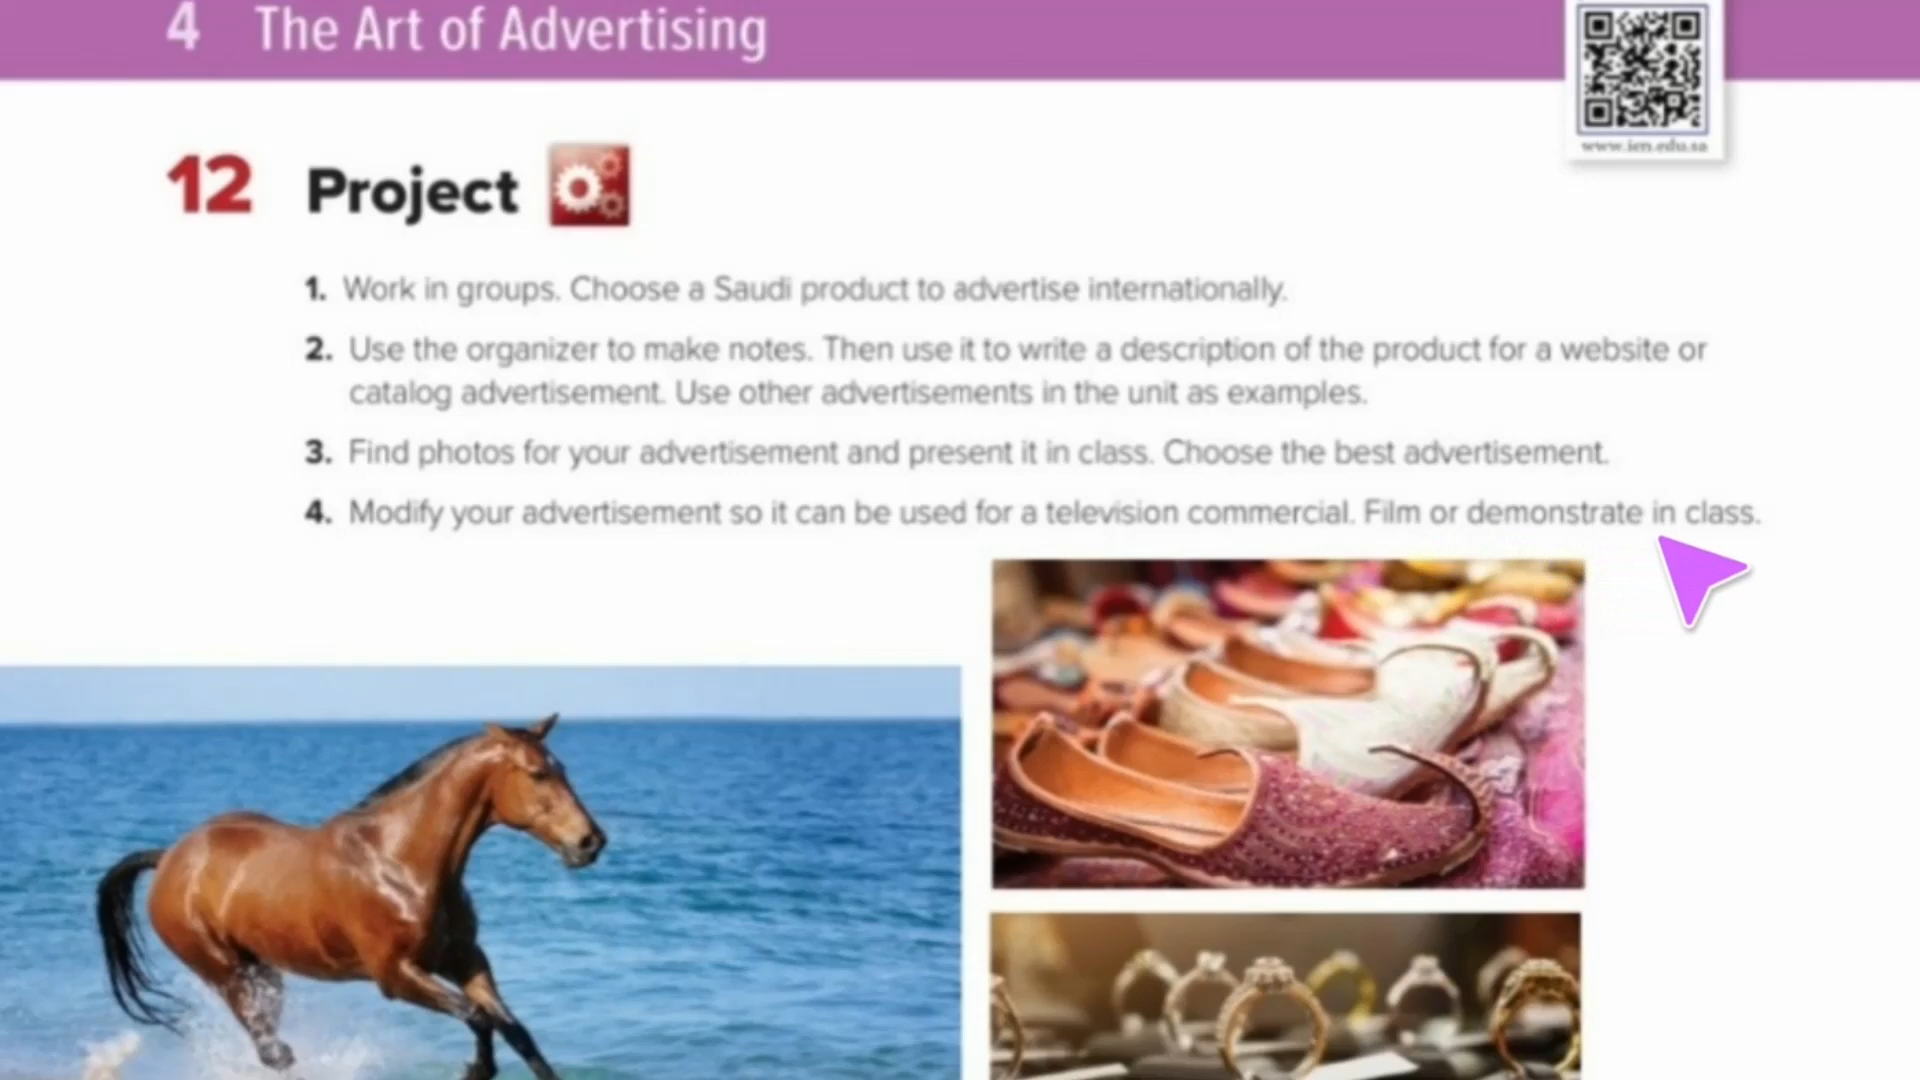 4 The Art of Advertising
www.ien.edu.sa
12 Project
1. Work in groups. Choose a Saudi product to advertise internationally.
2. Use the organizer to make notes. Then use it to write a description of the product for a website or
catalog advertisement. Use other advertisements in the unit as examples.
3. Find photos for your advertisement and present it in class. Choose the best advertisement.
4. Modify your advertisement so it can be used for a television commercial. Film or demonstrate in class.